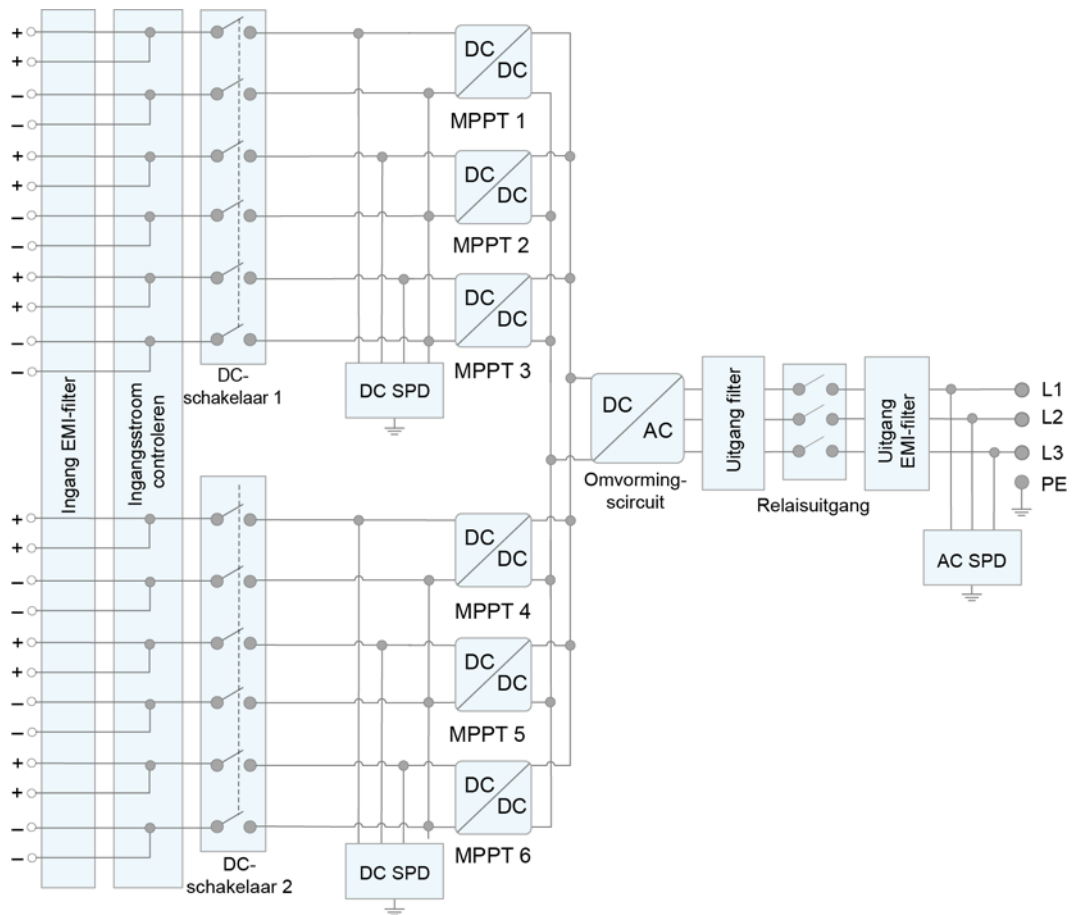 +
+
−
−
+
+
−
−
+
+
−
−
Ingang EMI-filter
Ingangsstroom
controleren
DC-
schakelaar 1
DC SPD
DC
DC
MPPT 1
DC
DC
MPPT 2
DC
DC
MPPT 3
DC
AC
Omvorming-
scircuit
Uitgang filter
Relaisuitgang
Uitgang
EMI-filter
L1
L2
L3
PE
AC SPD
+
+
−
−
+
+
−
−
+
+
−
−
DC-
schakelaar 2
DC SPD
DC
DC
MPPT 4
DC
DC
MPPT 5
DC
DC
MPPT 6